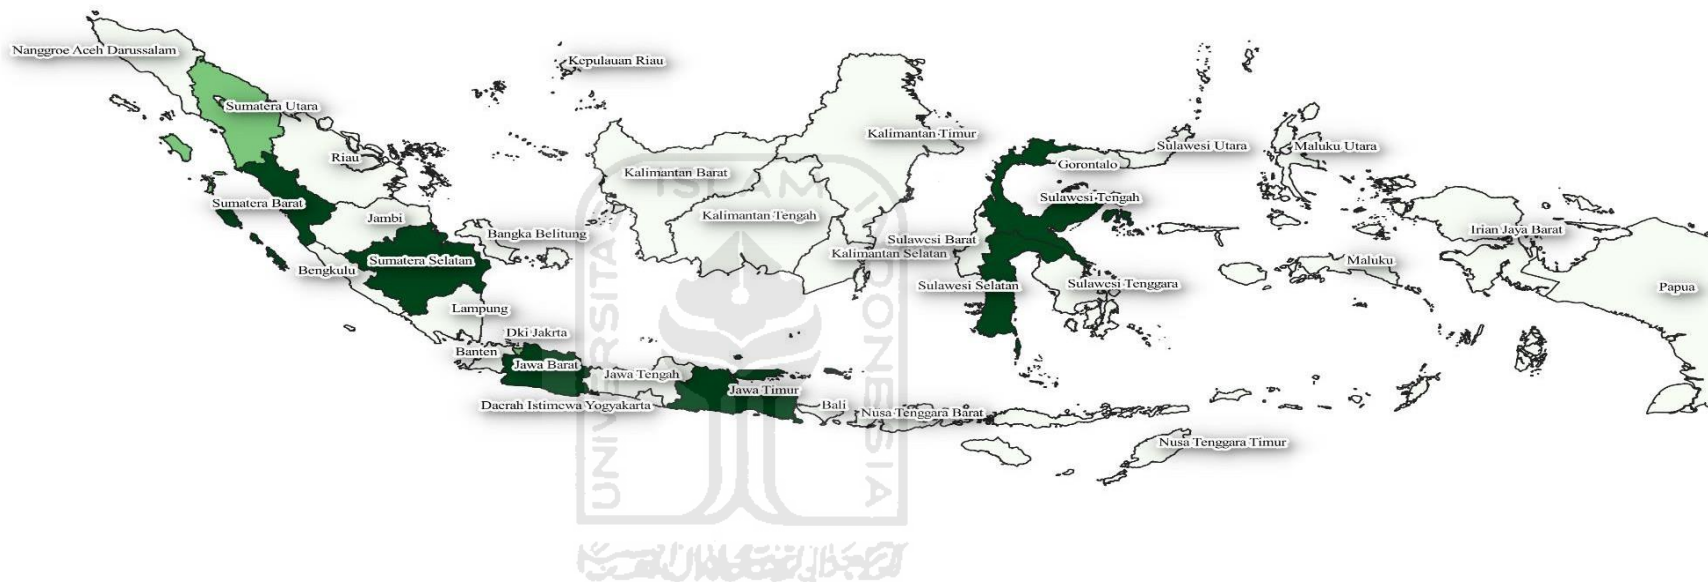 Nanggroe Aceh Darussalam
Kepulauan Riau
Sumatera Utara
Kalimantan Timur
Sulawesi Utara
Maluku Utara
Riau
Gorontalo
Kalimantan Barat
Sumatera Barat
Sulawesi Tengah
Jambi
Kalimantan Tengah
Bangka Belitung
Irian Jaya Barat
Sulawesi Barat
Kalimantan Selatan
Sumatera Selatan
Maluku
Bengkulu
Sulawesi Selatan
Sulawesi Tenggara
Papua
Lampung
Dki Jakrta
Banten
Jawa Barat
Jawa Tengah
Jawa Timur
Daerah Istimewa Yogyakarta
Bali
Nusa Tenggara Barat
Nusa Tenggara Timur
UNIVERSITAS ISLAM INDONESIA